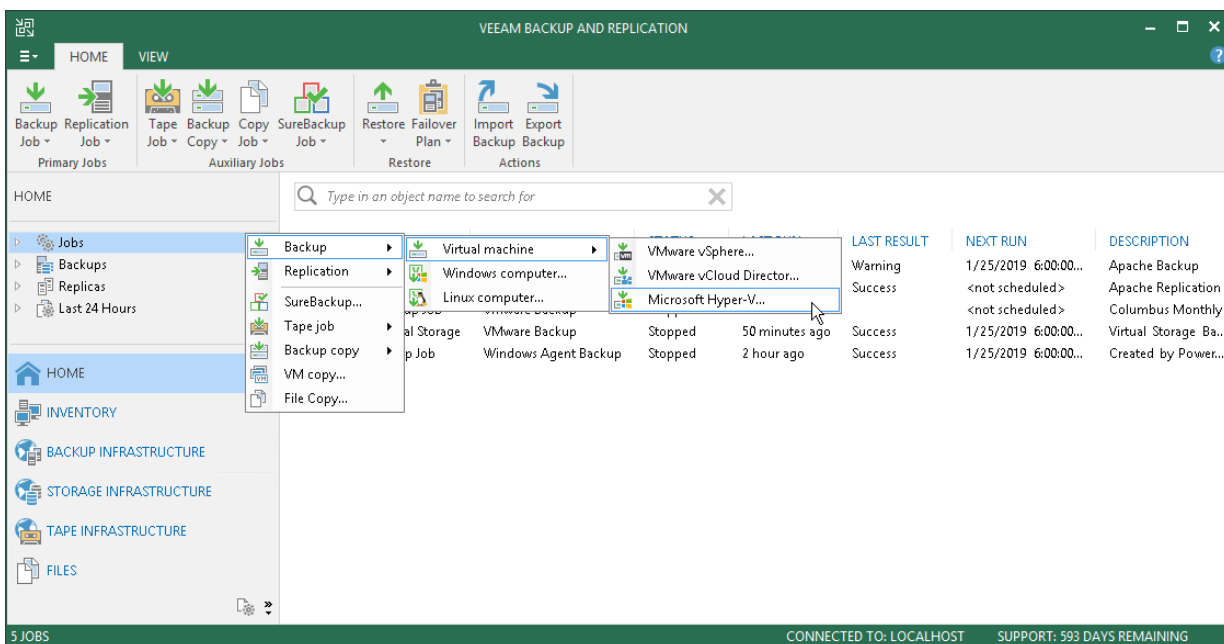 VEEAM BACKUP AND REPLICATION
HOME VIEW
Backup Job Replication Job Tape Job Backup Copy Copy Job SureBackup Job Restore Failover Plan Import Backup Export Backup
Primary Jobs Auxiliary Jobs Restore Actions
HOME
Type in an object name to search for
Jobs
Backups
Replicas
Last 24 Hours
HOME
INVENTORY
BACKUP INFRASTRUCTURE
STORAGE INFRASTRUCTURE
TAPE INFRASTRUCTURE
FILES
Backup
Replication
SureBackup...
Tape job
Backup copy
VM copy...
File Copy...
Virtual machine
Windows computer...
Linux computer...
VMware vSphere...
VMware vCloud Director...
Microsoft Hyper-V...
LAST RESULT NEXT RUN DESCRIPTION
Warning 1/25/2019 6:00:00... Apache Backup
Success <not scheduled> Apache Replication
<not scheduled> Columbus Monthly
al Storage VMware Backup Stopped 50 minutes ago Success 1/25/2019 6:00:00... Virtual Storage Ba...
p Job Windows Agent Backup Stopped 2 hour ago Success 1/25/2019 6:00:00... Created by Power...
5 JOBS CONNECTED TO: LOCALHOST SUPPORT: 593 DAYS REMAINING